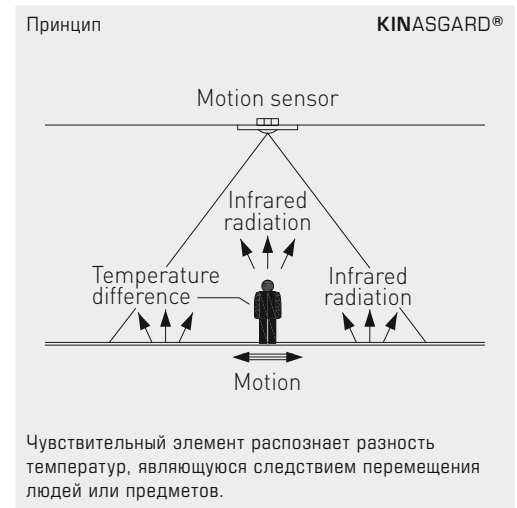 Принцип
KINASGARD®
Motion sensor
Infrared
radiation
Temperature
difference
Infrared
radiation
Motion
Чувствительный элемент распознает разность
температур, являющуюся следствием перемещения
людей или предметов.